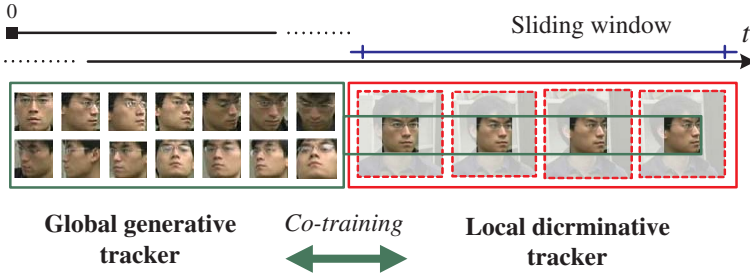 0
Sliding window
t
Global generative
tracker
Co-training
Local dicrminative
tracker